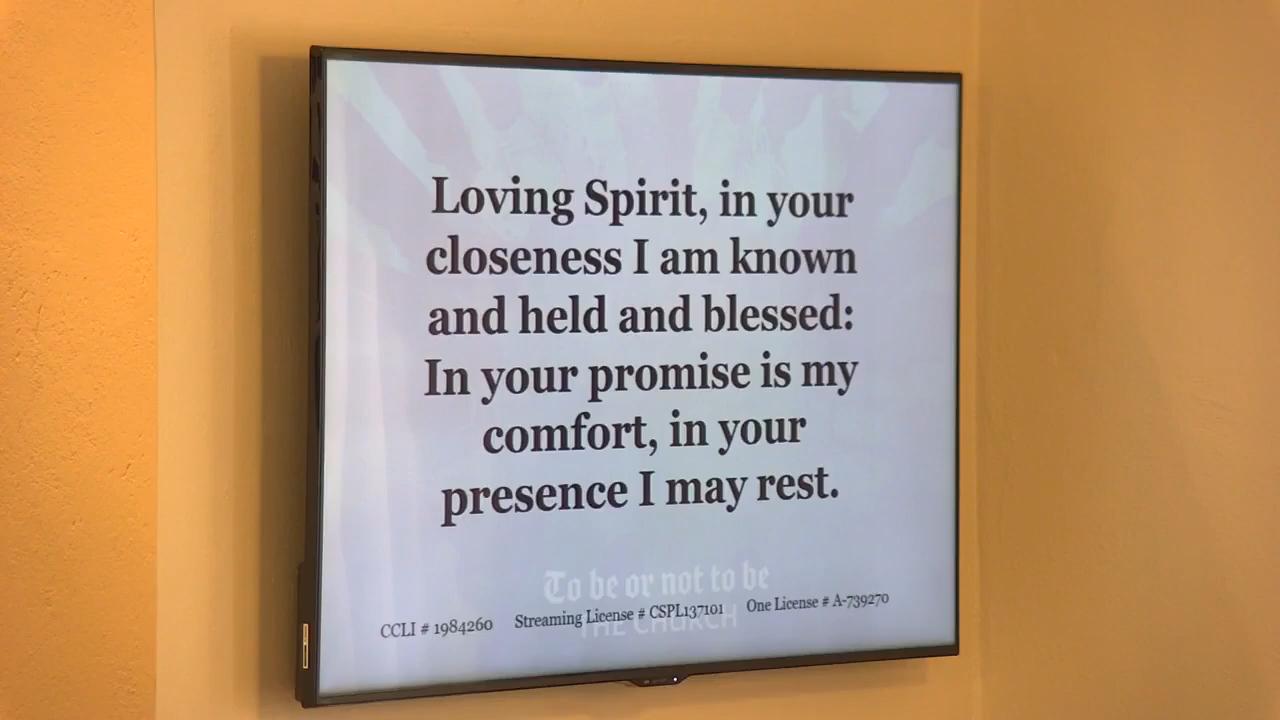 Loving Spirit, in your
closeness I am known
and held and blessed:
In your promise is my
comfort, in your
presence I may rest.
To be or not to be
THE CHURCH
CCLI # 1984260 Streaming License # CSPL137101 One License # A-739270